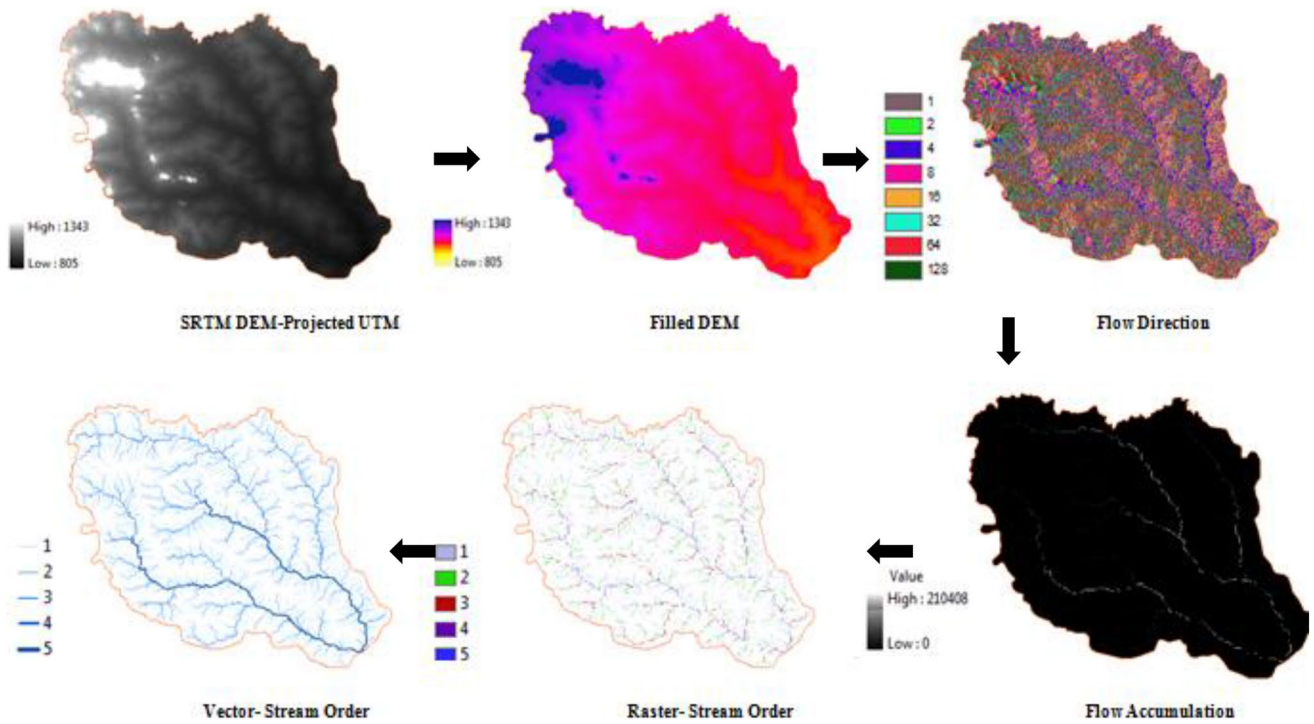 High : 1343
Low : 805
SRTM DEM-Projected UTM
High : 1343
Low : 805
Filled DEM
1
2
4
8
16
32
64
128
Flow Direction
1
2
3
4
5
Vector- Stream Order
1
2
3
4
5
Raster- Stream Order
Value
High : 210408
Low : 0
Flow Accumulation